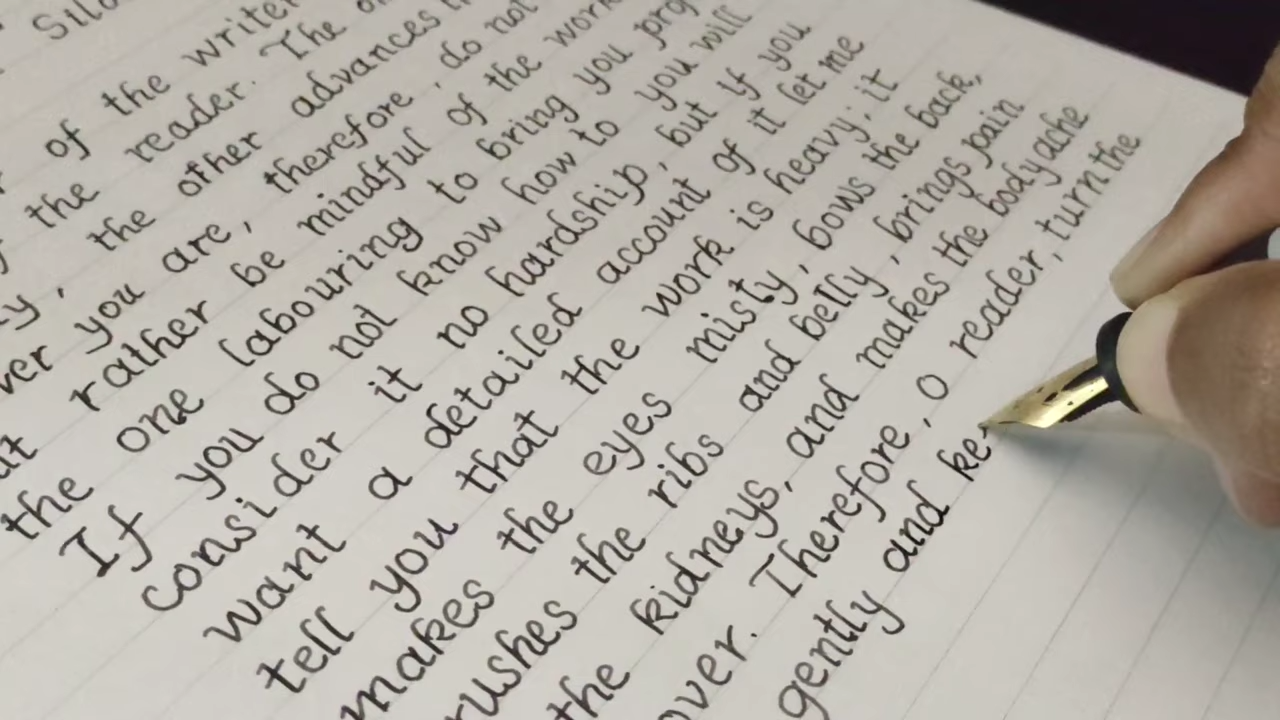 Silo
of the writer
the reader. The
y, the other advances
ver you are, therefore, do not
at rather be mindful of the work
the one labouring to bring you pro
If you do not know how to you will
consider it no hardship, but if you
want a detailed account of it let me
tell you that the work is heavy; it
makes the eyes misty, bows the back,
rushes the ribs and belly, brings pain
the kidneys, and makes the body ache
over. Therefore, O reader, turn the
gently and ke